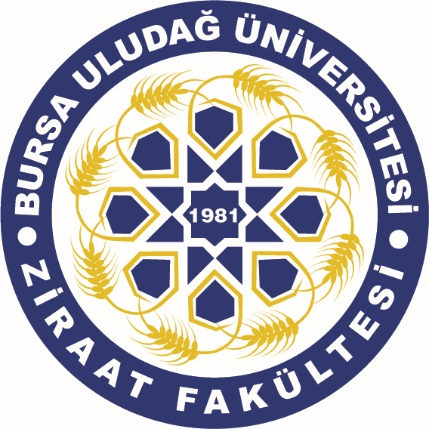 BURSA ULUDAĞ ÜNİVERSİTESİ
1981
ZİRAAT FAKÜLTESİ